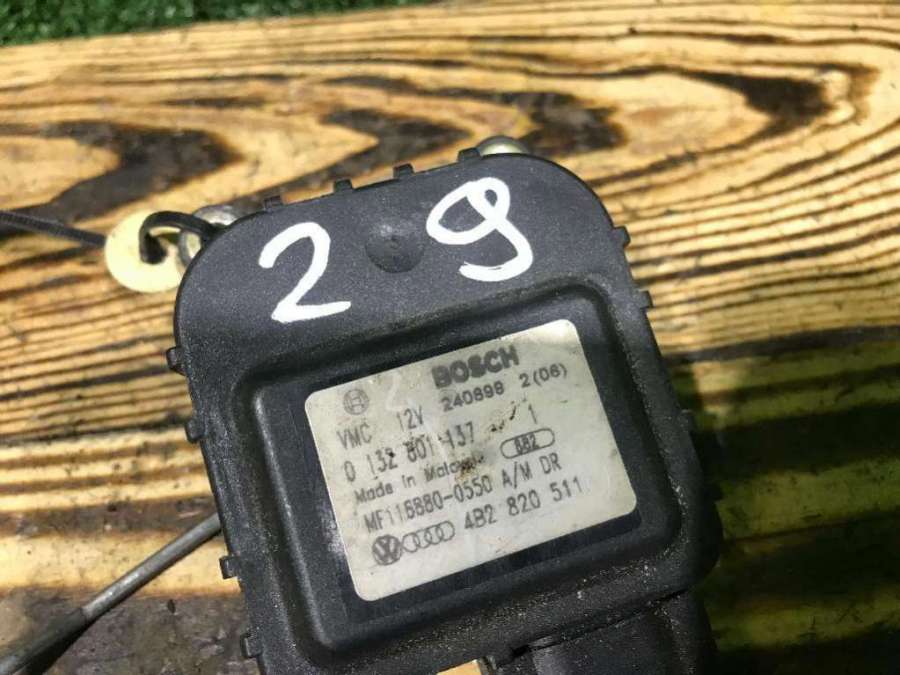 2 9
BOSCH
240898 2(06)
VMC 12V
0 132 801 137 1
Made in Malaysia 882
MF116880-0550 A/M DR
4B2 820 511